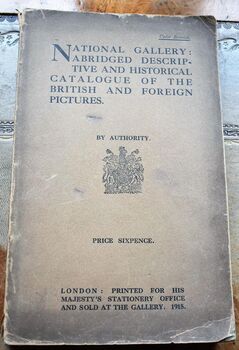 NATIONAL GALLERY:
ABRIDGED DESCRIP-
TIVE AND HISTORICAL
CATALOGUE OF THE
BRITISH AND FOREIGN
PICTURES.
BY AUTHORITY.
PRICE SIXPENCE.
LONDON: PRINTED FOR HIS
MAJESTY'S STATIONERY OFFICE
AND SOLD AT THE GALLERY. 1915.